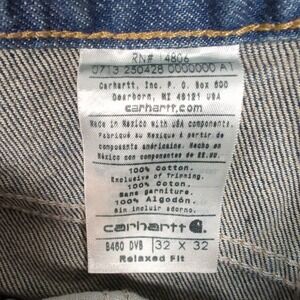 RN# 14806
0713 230428 0000000 A1
Carhartt, Inc. P. O. Box 600
Dearborn, MI 48121 USA
carhartt.com
Made in Mexico with USA components.
Fabriqué au Mexique á partir de
composants américains. Hecho en
México con componentes de EE.UU.
100% Cotton.
Exclusive of Trimming.
100% Coton.
Sans garniture.
100% Algodón.
Sin incluir adorno.
carhartt
B460 DVB 32 X 32
Relaxed Fit